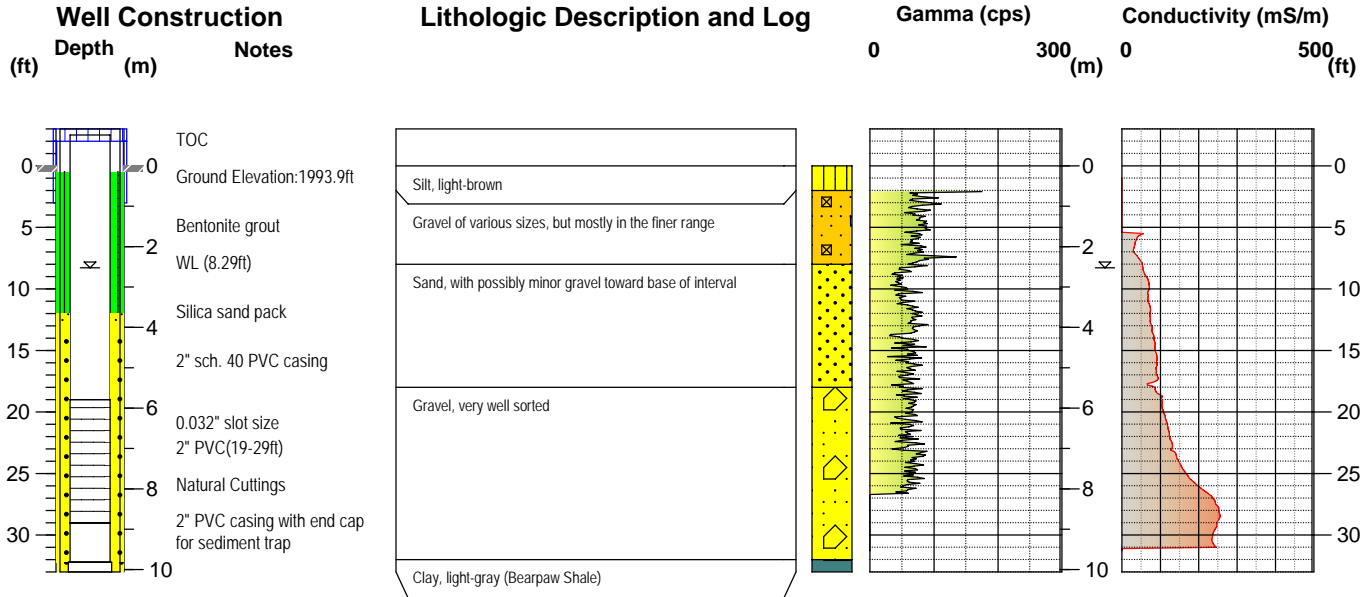 Well Construction
Depth
Notes
(ft)
(m)
0
5
10
15
20
25
30
0
2
4
6
8
10
TOC
Ground Elevation:1993.9ft
Bentonite grout
WL (8.29ft)
Silica sand pack
2" sch. 40 PVC casing
0.032" slot size
2" PVC(19-29ft)
Natural Cuttings
2" PVC casing with end cap
for sediment trap
Lithologic Description and Log
Silt, light-brown
Gravel of various sizes, but mostly in the finer range
Sand, with possibly minor gravel toward base of interval
Gravel, very well sorted
Clay, light-gray (Bearpaw Shale)
Gamma (cps)
0
300
(m)
0
2
4
6
8
10
Conductivity (mS/m)
0
500
(ft)
0
5
10
15
20
25
30